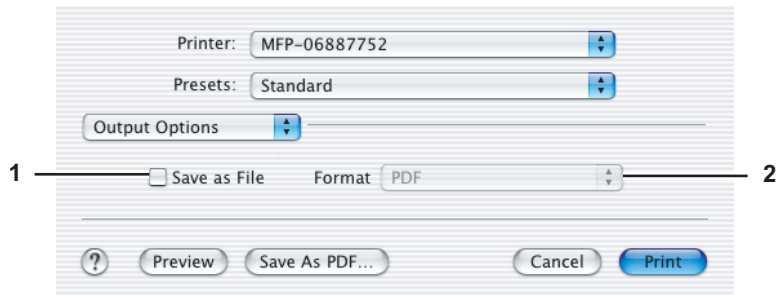 Printer: MFP-06887752
Presets: Standard
Output Options
1 Save as File Format PDF 2
? Preview Save As PDF... Cancel Print